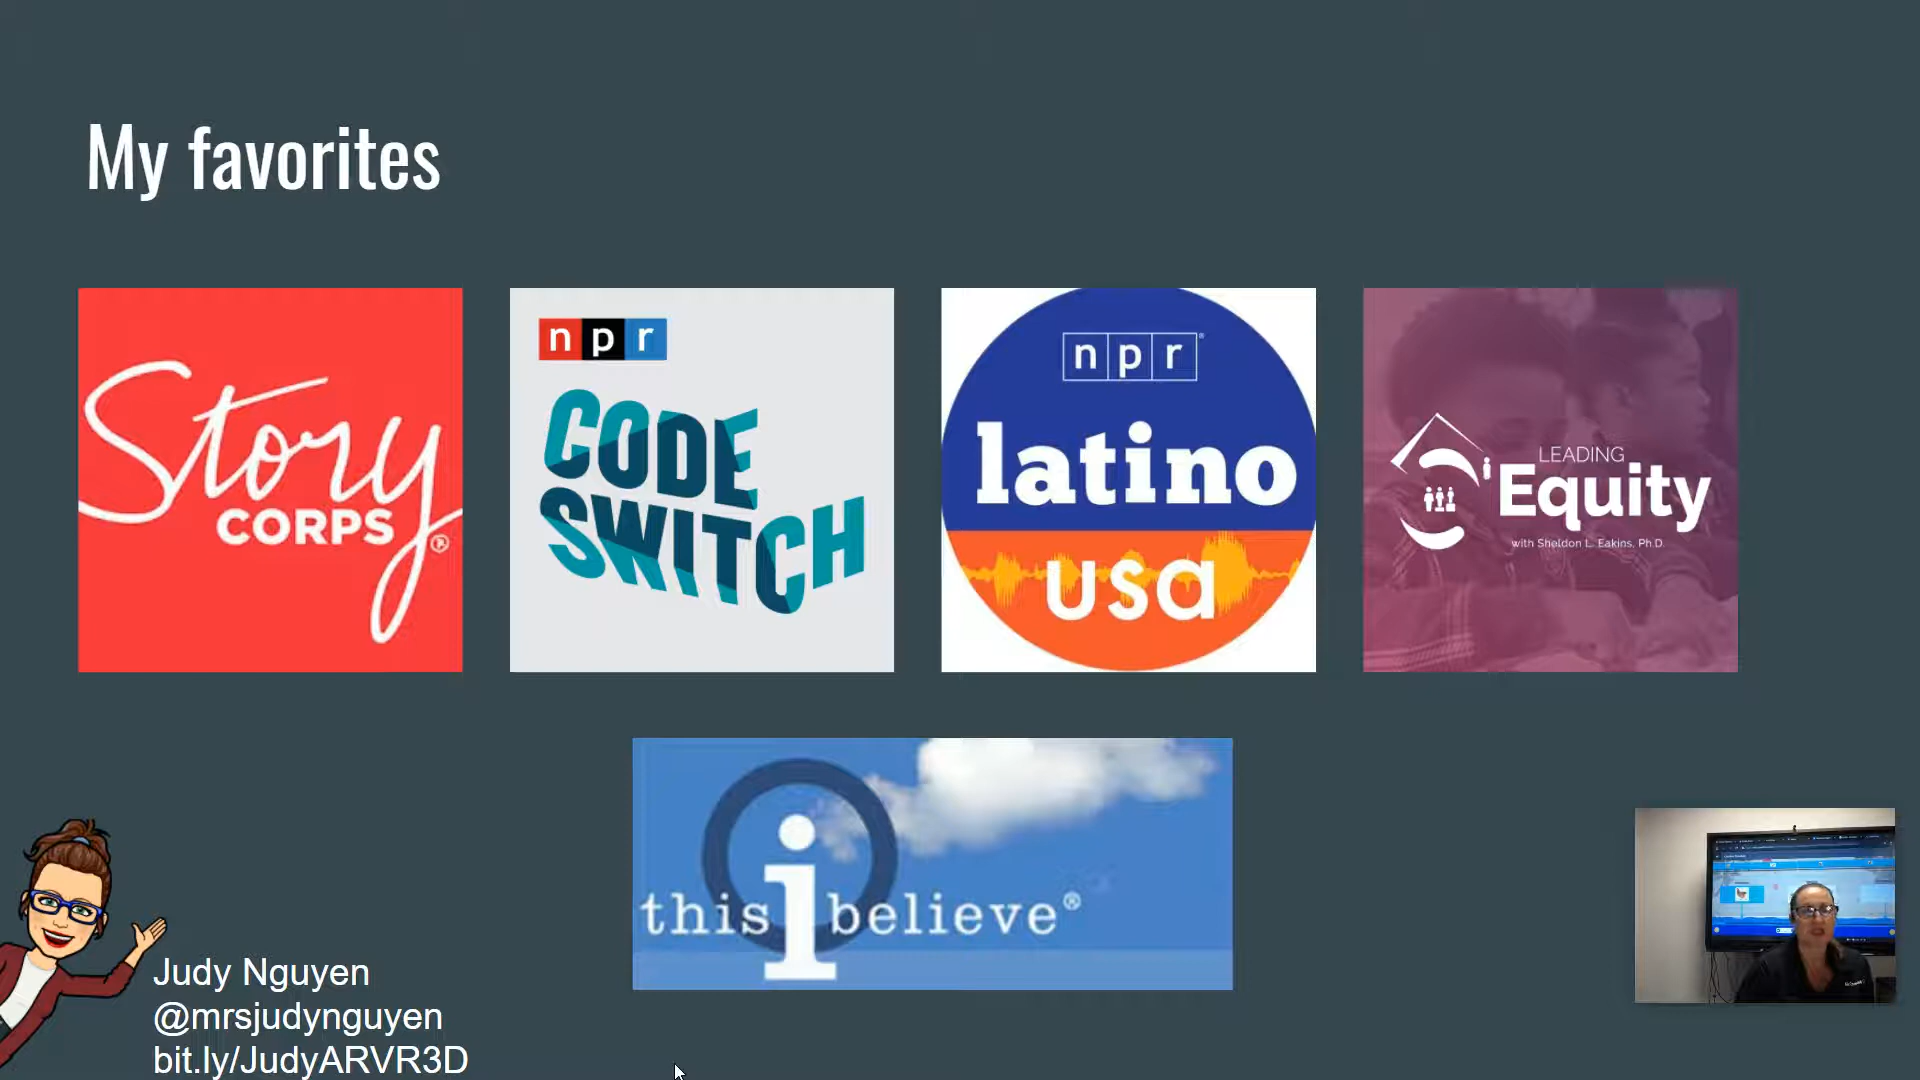 My favorites
Story
CORPS®
npr
CODE
SWITCH
npr®
latino
usa
LEADING
Equity
with Sheldon L. Eakins, Ph.D.
this i believe®
Judy Nguyen
@mrsjudynguyen
bit.ly/JudyARVR3D